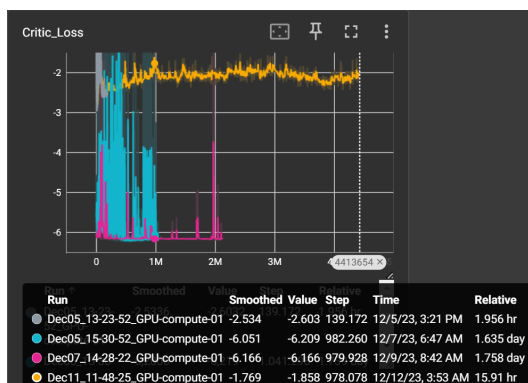 Critic_Loss
-2
-3
-4
-5
-6
0 1M 2M 3M 4413654 ×
Run Smoothed Value Step Time Relative
Dec05_13-23-52_GPU-compute-01 -2.534 -2.603 139.172 12/5/23, 3:21 PM 1.956 hr
Dec05_15-30-52_GPU-compute-01 -6.051 -6.209 982.260 12/7/23, 6:47 AM 1.635 day
Dec07_14-28-22_GPU-compute-01 -6.166 -6.166 979.928 12/9/23, 8:42 AM 1.758 day
Dec11_11-48-25_GPU-compute-01 -1.769 -1.858 978.078 12/12/23, 3:53 AM 15.91 hr